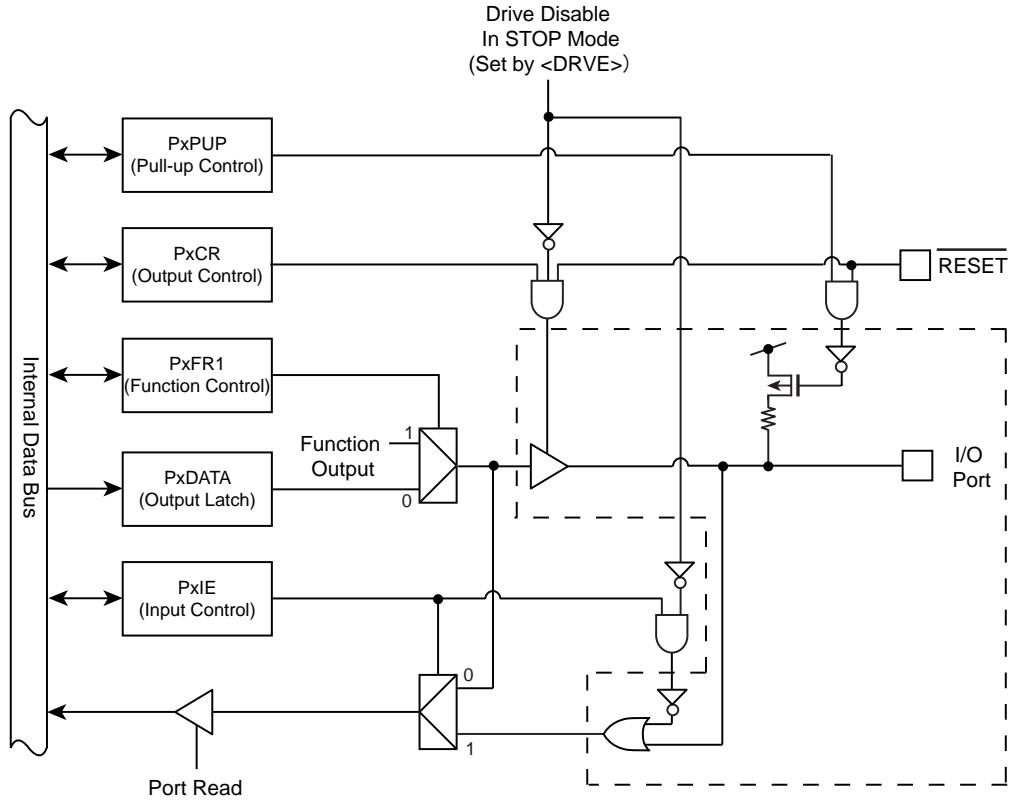 Drive Disable
In STOP Mode
(Set by <DRVE>)
PxPUP
(Pull-up Control)
PxCR
(Output Control)
RESET
PxFR1
(Function Control)
Internal Data Bus
1
Function
Output
0
PxDATA
(Output Latch)
I/O
Port
PxIE
(Input Control)
0
1
Port Read